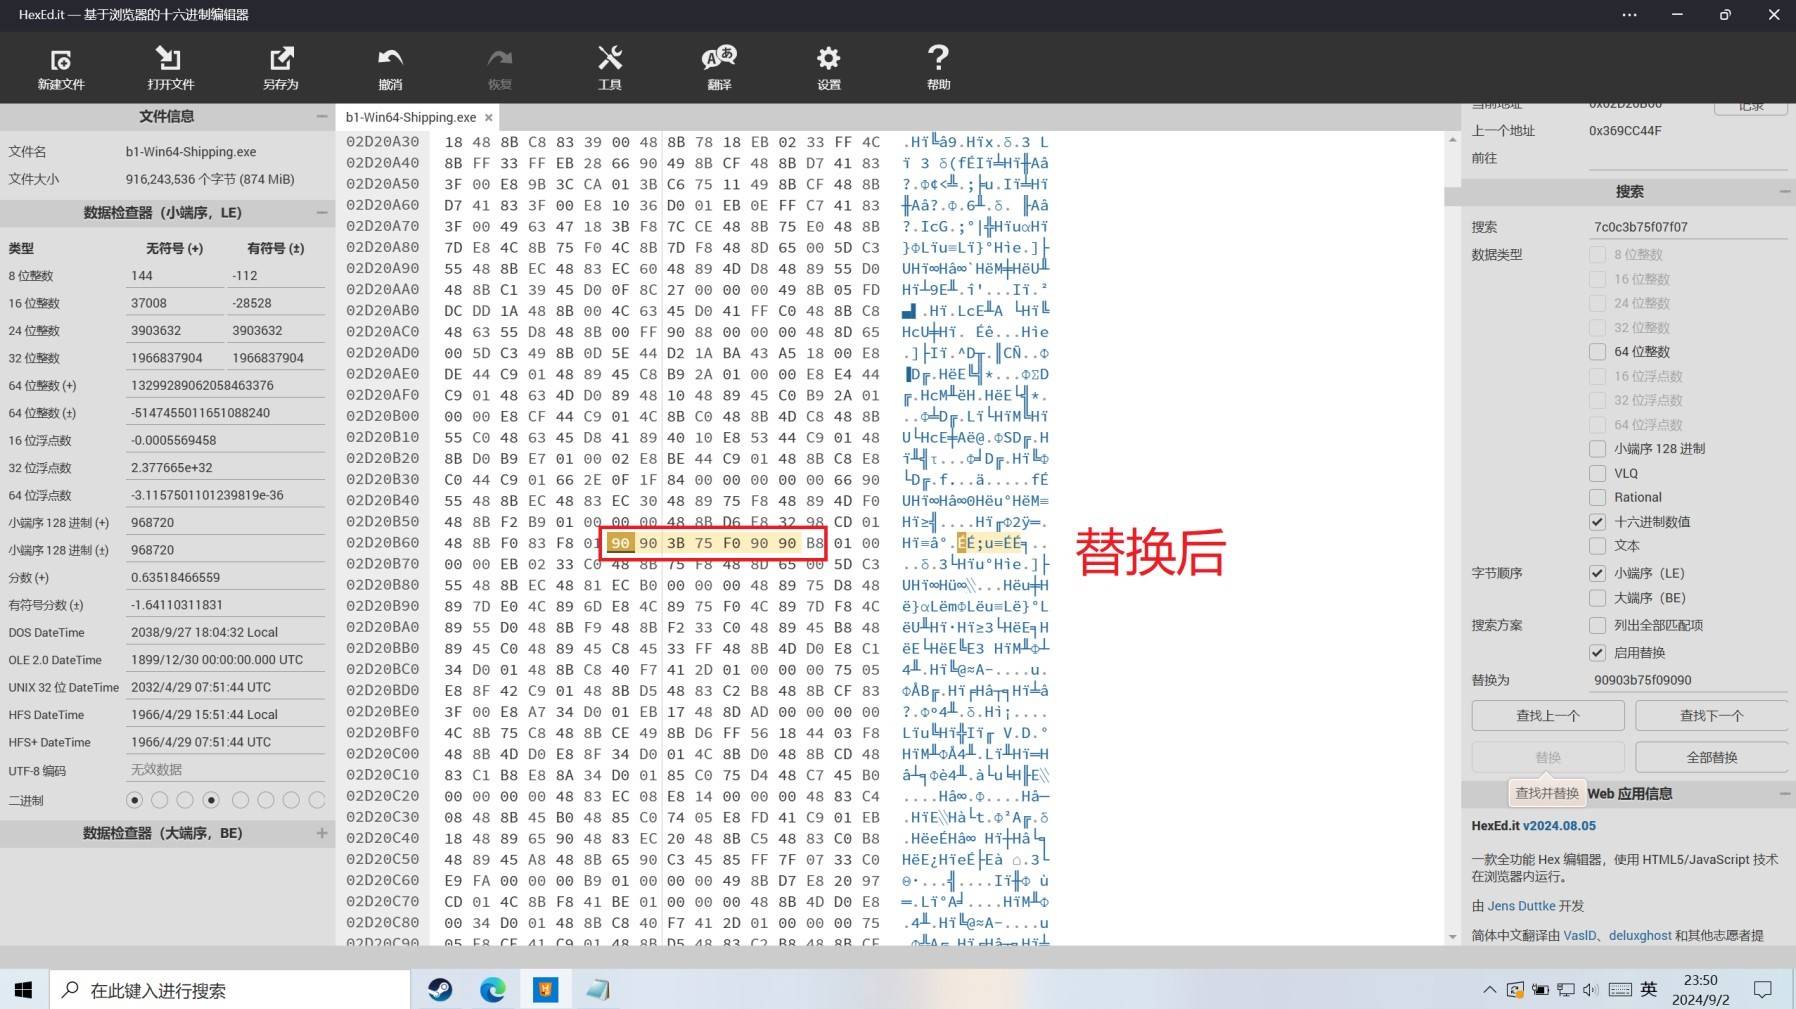 HexEd.it — 基于浏览器的十六进制编辑器
新建文件 打开文件 另存为 撤消 恢复 工具 翻译 设置 帮助
文件信息
文件名 b1-Win64-Shipping.exe
文件大小 916,243,536 个字节 (874 MiB)
数据检查器（小端序，LE）
类型 无符号 (+) 有符号 (±)
8 位整数 144 -112
16 位整数 37008 -28528
24 位整数 3903632 3903632
32 位整数 1966837904 1966837904
64 位整数 (+) 13299289062058463376
64 位整数 (±) -5147455011651088240
16 位浮点数 -0.0005569458
32 位浮点数 2.377665e+32
64 位浮点数 -3.1157501101239819e-36
小端序 128 进制 (+) 968720
小端序 128 进制 (±) 968720
分数 (+) 0.63518466559
有符号分数 (±) -1.64110311831
DOS DateTime 2038/9/27 18:04:32 Local
OLE 2.0 DateTime 1899/12/30 00:00:00.000 UTC
UNIX 32 位 DateTime 2032/4/29 07:51:44 UTC
HFS DateTime 1966/4/29 15:51:44 Local
HFS+ DateTime 1966/4/29 07:51:44 UTC
UTF-8 编码 无效数据
二进制
数据检查器（大端序，BE）
b1-Win64-Shipping.exe ×
02D20A30 18 48 8B C8 83 39 00 48 8B 78 18 EB 02 33 FF 4C
02D20A40 8B FF 33 FF EB 28 66 90 49 8B CF 48 8B D7 41 83
02D20A50 3F 00 E8 9B 3C CA 01 3B C6 75 11 49 8B CF 48 8B
02D20A60 D7 41 83 3F 00 E8 10 36 D0 01 EB 0E FF C7 41 83
02D20A70 3F 00 49 63 47 18 3B F8 7C CE 48 8B 75 E0 48 8B
02D20A80 7D E8 4C 8B 75 F0 4C 8B 7D F8 48 8D 65 00 5D C3
02D20A90 55 48 8B EC 48 83 EC 60 48 89 4D D8 48 89 55 D0
02D20AA0 48 8B C1 39 45 D0 0F 8C 27 00 00 00 49 8B 05 FD
02D20AB0 DC DD 1A 48 8B 00 4C 63 45 D0 41 FF C0 48 8B C8
02D20AC0 48 63 55 D8 48 8B 00 FF 90 88 00 00 00 48 8D 65
02D20AD0 00 5D C3 49 8B 0D 5E 44 D2 1A BA 43 A5 18 00 E8
02D20AE0 DE 44 C9 01 48 89 45 C8 B9 2A 01 00 00 E8 E4 44
02D20AF0 C9 01 48 63 4D D0 89 48 10 48 89 45 C0 B9 2A 01
02D20B00 00 00 E8 CF 44 C9 01 4C 8B C0 48 8B 4D C8 48 8B
02D20B10 55 C0 48 63 45 D8 41 89 40 10 E8 53 44 C9 01 48
02D20B20 8B D0 B9 E7 01 00 02 E8 BE 44 C9 01 48 8B C8 E8
02D20B30 C0 44 C9 01 66 2E 0F 1F 84 00 00 00 00 00 66 90
02D20B40 55 48 8B EC 48 83 EC 30 48 89 75 F8 48 89 4D F0
02D20B50 48 8B F2 B9 01 00 00 00 48 8B D6 E8 32 98 CD 01
02D20B60 48 8B F0 83 F8 01 90 90 3B 75 F0 90 90 B8 01 00
02D20B70 00 00 EB 02 33 C0 48 8B 75 F8 48 8D 65 00 5D C3
02D20B80 55 48 8B EC 48 81 EC B0 00 00 00 48 89 75 D8 48
02D20B90 89 7D E0 4C 89 6D E8 4C 89 75 F0 4C 89 7D F8 4C
02D20BA0 89 55 D0 48 8B F9 48 8B F2 33 C0 48 89 45 B8 48
02D20BB0 89 45 C0 48 89 45 C8 45 33 FF 48 8B 4D D0 E8 C1
02D20BC0 34 D0 01 48 8B C8 40 F7 41 2D 01 00 00 00 75 05
02D20BD0 E8 8F 42 C9 01 48 8B D5 48 83 C2 B8 48 8B CF 83
02D20BE0 3F 00 E8 A7 34 D0 01 EB 17 48 8D AD 00 00 00 00
02D20BF0 4C 8B 75 C8 48 8B CE 49 8B D6 FF 56 18 44 03 F8
02D20C00 48 8B 4D D0 E8 8F 34 D0 01 4C 8B D0 48 8B CD 48
02D20C10 83 C1 B8 E8 8A 34 D0 01 85 C0 75 D4 48 C7 45 B0
02D20C20 00 00 00 00 48 83 EC 08 E8 14 00 00 00 48 83 C4
02D20C30 08 48 8B 45 B0 48 85 C0 74 05 E8 FD 41 C9 01 EB
02D20C40 18 48 89 65 90 48 83 EC 20 48 8B C5 48 83 C0 B8
02D20C50 48 89 45 A8 48 8B 65 90 C3 45 85 FF 7F 07 33 C0
02D20C60 E9 FA 00 00 00 B9 01 00 00 00 49 8B D7 E8 20 97
02D20C70 CD 01 4C 8B F8 41 BE 01 00 00 00 48 8B 4D D0 E8
02D20C80 00 34 D0 01 48 8B C8 40 F7 41 2D 01 00 00 00 75
02D20C90 05 E8 CE 41 C9 01 48 8B D5 48 83 C2 B8 48 8B CE
替换后
当前地址 0x02D20B60 记录
上一个地址 0x369CC44F
前往
搜索
搜索 7c0c3b75f07f07
数据类型 8 位整数
16 位整数
24 位整数
32 位整数
64 位整数
16 位浮点数
32 位浮点数
64 位浮点数
小端序 128 进制
VLQ
Rational
十六进制数值
文本
字节顺序 小端序（LE）
大端序（BE）
搜索方案 列出全部匹配项
启用替换
替换为 90903b75f09090
查找上一个 查找下一个
替换 全部替换
查找并替换 Web 应用信息
HexEd.it v2024.08.05
一款全功能 Hex 编辑器，使用 HTML5/JavaScript 技术
在浏览器内运行。
由 Jens Duttke 开发
简体中文翻译由 VaslD、deluxghost 和其他志愿者提
在此键入进行搜索
英
23:50
2024/9/2